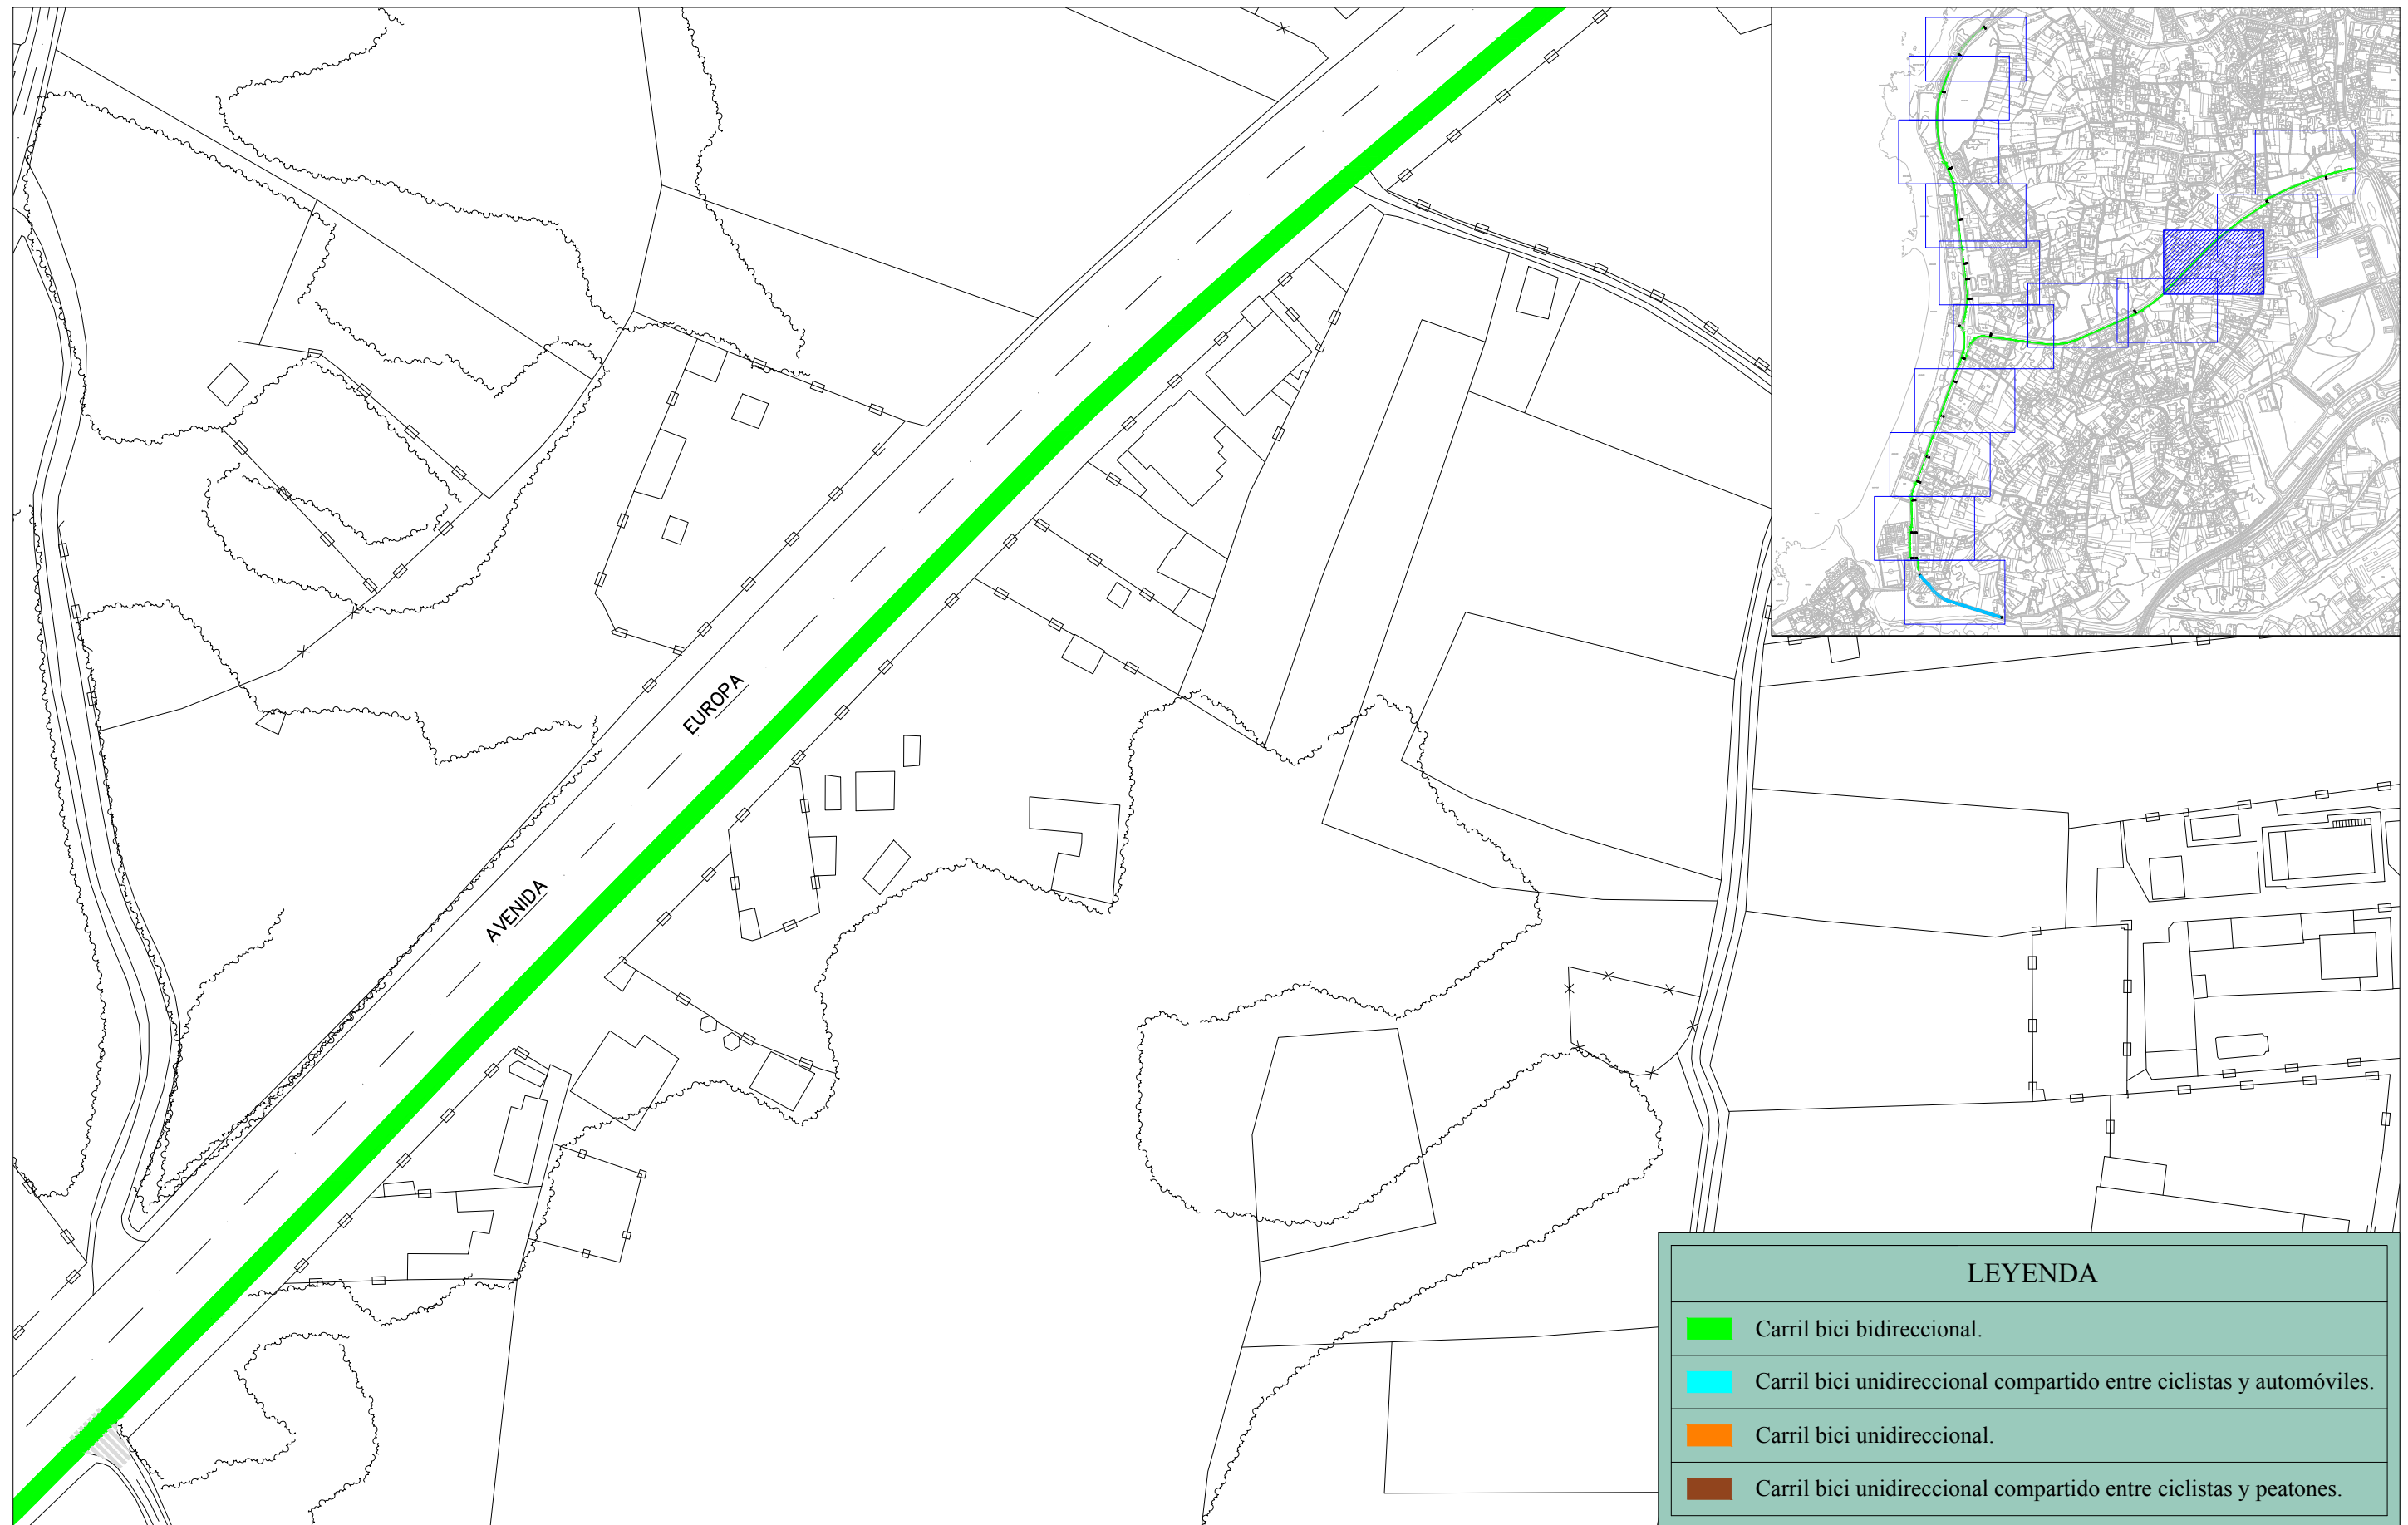 EUROPA
AVENIDA
LEYENDA
Carril bici bidireccional.
Carril bici unidireccional compartido entre ciclistas y automóviles.
Carril bici unidireccional.
Carril bici unidireccional compartido entre ciclistas y peatones.